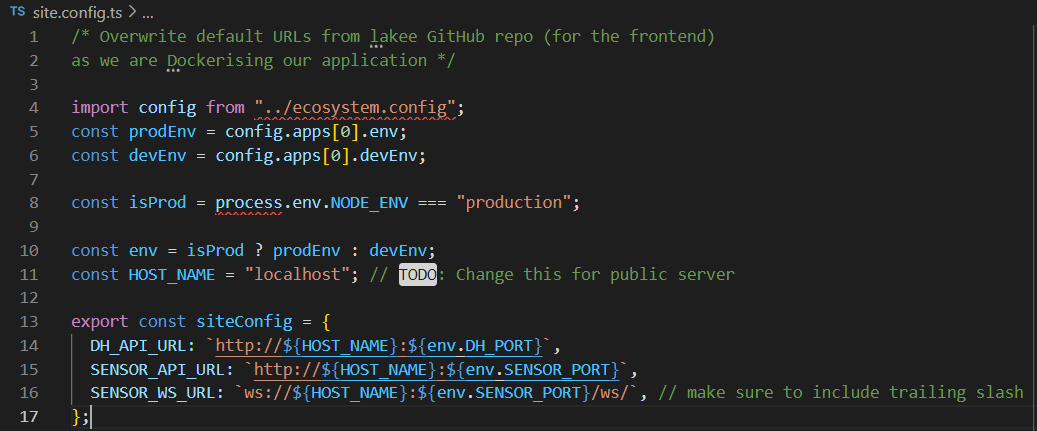 TS site.config.ts > ...
1 /* Overwrite default URLs from lakee GitHub repo (for the frontend)
2 as we are Dockerising our application */
3
4 import config from "../ecosystem.config";
5 const prodEnv = config.apps[0].env;
6 const devEnv = config.apps[0].devEnv;
7
8 const isProd = process.env.NODE_ENV === "production";
9
10 const env = isProd ? prodEnv : devEnv;
11 const HOST_NAME = "localhost"; // TODO: Change this for public server
12
13 export const siteConfig = {
14   DH_API_URL: `http://${HOST_NAME}:${env.DH_PORT}`,
15   SENSOR_API_URL: `http://${HOST_NAME}:${env.SENSOR_PORT}`,
16   SENSOR_WS_URL: `ws://${HOST_NAME}:${env.SENSOR_PORT}/ws/`, // make sure to include trailing slash
17 };